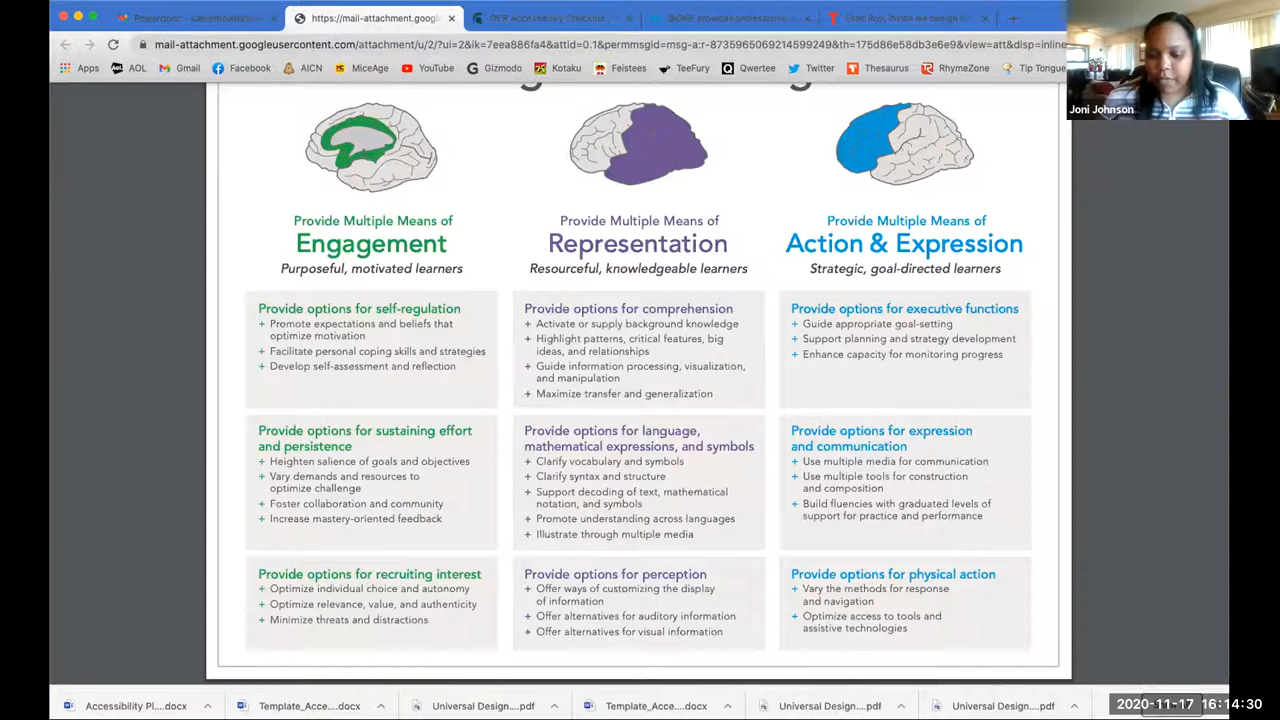 https://mail-attachment.googl
mail-attachment.googleusercontent.com/attachment/u/2/?ui=2&ik=7eea886fa4&attid=0.1&permmsgid=msg-a:r-8735965069214599249&th=175d86e58db3e6e9&view=att&disp=inline
Apps AOL Gmail Facebook AICN MiceAge YouTube Gizmodo Kotaku Feistees TeeFury Qwertee Twitter Thesaurus RhymeZone Tip Tongue
Joni Johnson
Provide Multiple Means of
Engagement
Purposeful, motivated learners
Provide options for self-regulation
+ Promote expectations and beliefs that
optimize motivation
+ Facilitate personal coping skills and strategies
+ Develop self-assessment and reflection
Provide options for sustaining effort
and persistence
+ Heighten salience of goals and objectives
+ Vary demands and resources to
optimize challenge
+ Foster collaboration and community
+ Increase mastery-oriented feedback
Provide options for recruiting interest
+ Optimize individual choice and autonomy
+ Optimize relevance, value, and authenticity
+ Minimize threats and distractions
Provide Multiple Means of
Representation
Resourceful, knowledgeable learners
Provide options for comprehension
+ Activate or supply background knowledge
+ Highlight patterns, critical features, big
ideas, and relationships
+ Guide information processing, visualization,
and manipulation
+ Maximize transfer and generalization
Provide options for language,
mathematical expressions, and symbols
+ Clarify vocabulary and symbols
+ Clarify syntax and structure
+ Support decoding of text, mathematical
notation, and symbols
+ Promote understanding across languages
+ Illustrate through multiple media
Provide options for perception
+ Offer ways of customizing the display
of information
+ Offer alternatives for auditory information
+ Offer alternatives for visual information
Provide Multiple Means of
Action & Expression
Strategic, goal-directed learners
Provide options for executive functions
+ Guide appropriate goal-setting
+ Support planning and strategy development
+ Enhance capacity for monitoring progress
Provide options for expression
and communication
+ Use multiple media for communication
+ Use multiple tools for construction
and composition
+ Build fluencies with graduated levels of
support for practice and performance
Provide options for physical action
+ Vary the methods for response
and navigation
+ Optimize access to tools and
assistive technologies
Accessibility Pl....docx Template_Acce....docx Universal Design....pdf Template_Acce....docx Universal Design....pdf Universal Design....pdf
2020-11-17 16:14:30